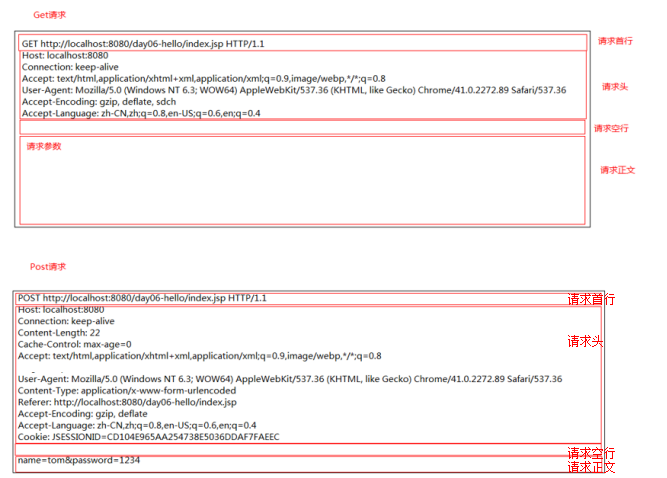 Get请求
GET http://localhost:8080/day06-hello/index.jsp HTTP/1.1
请求首行
Host: localhost:8080
Connection: keep-alive
Accept: text/html,application/xhtml+xml,application/xml;q=0.9,image/webp,*/*;q=0.8
User-Agent: Mozilla/5.0 (Windows NT 6.3; WOW64) AppleWebKit/537.36 (KHTML, like Gecko) Chrome/41.0.2272.89 Safari/537.36
请求头
Accept-Encoding: gzip, deflate, sdch
Accept-Language: zh-CN,zh;q=0.8,en-US;q=0.6,en;q=0.4
请求空行
请求参数
请求正文
Post请求
POST http://localhost:8080/day06-hello/index.jsp HTTP/1.1
请求首行
Host: localhost:8080
Connection: keep-alive
Content-Length: 22
Cache-Control: max-age=0
请求头
Accept: text/html,application/xhtml+xml,application/xml;q=0.9,image/webp,*/*;q=0.8
User-Agent: Mozilla/5.0 (Windows NT 6.3; WOW64) AppleWebKit/537.36 (KHTML, like Gecko) Chrome/41.0.2272.89 Safari/537.36
Content-Type: application/x-www-form-urlencoded
Referer: http://localhost:8080/day06-hello/index.jsp
Accept-Encoding: gzip, deflate
Accept-Language: zh-CN,zh;q=0.8,en-US;q=0.6,en;q=0.4
Cookie: JSESSIONID=CD104E965AA254738E5036DDAF7FAEEC
请求空行
name=tom&password=1234
请求正文